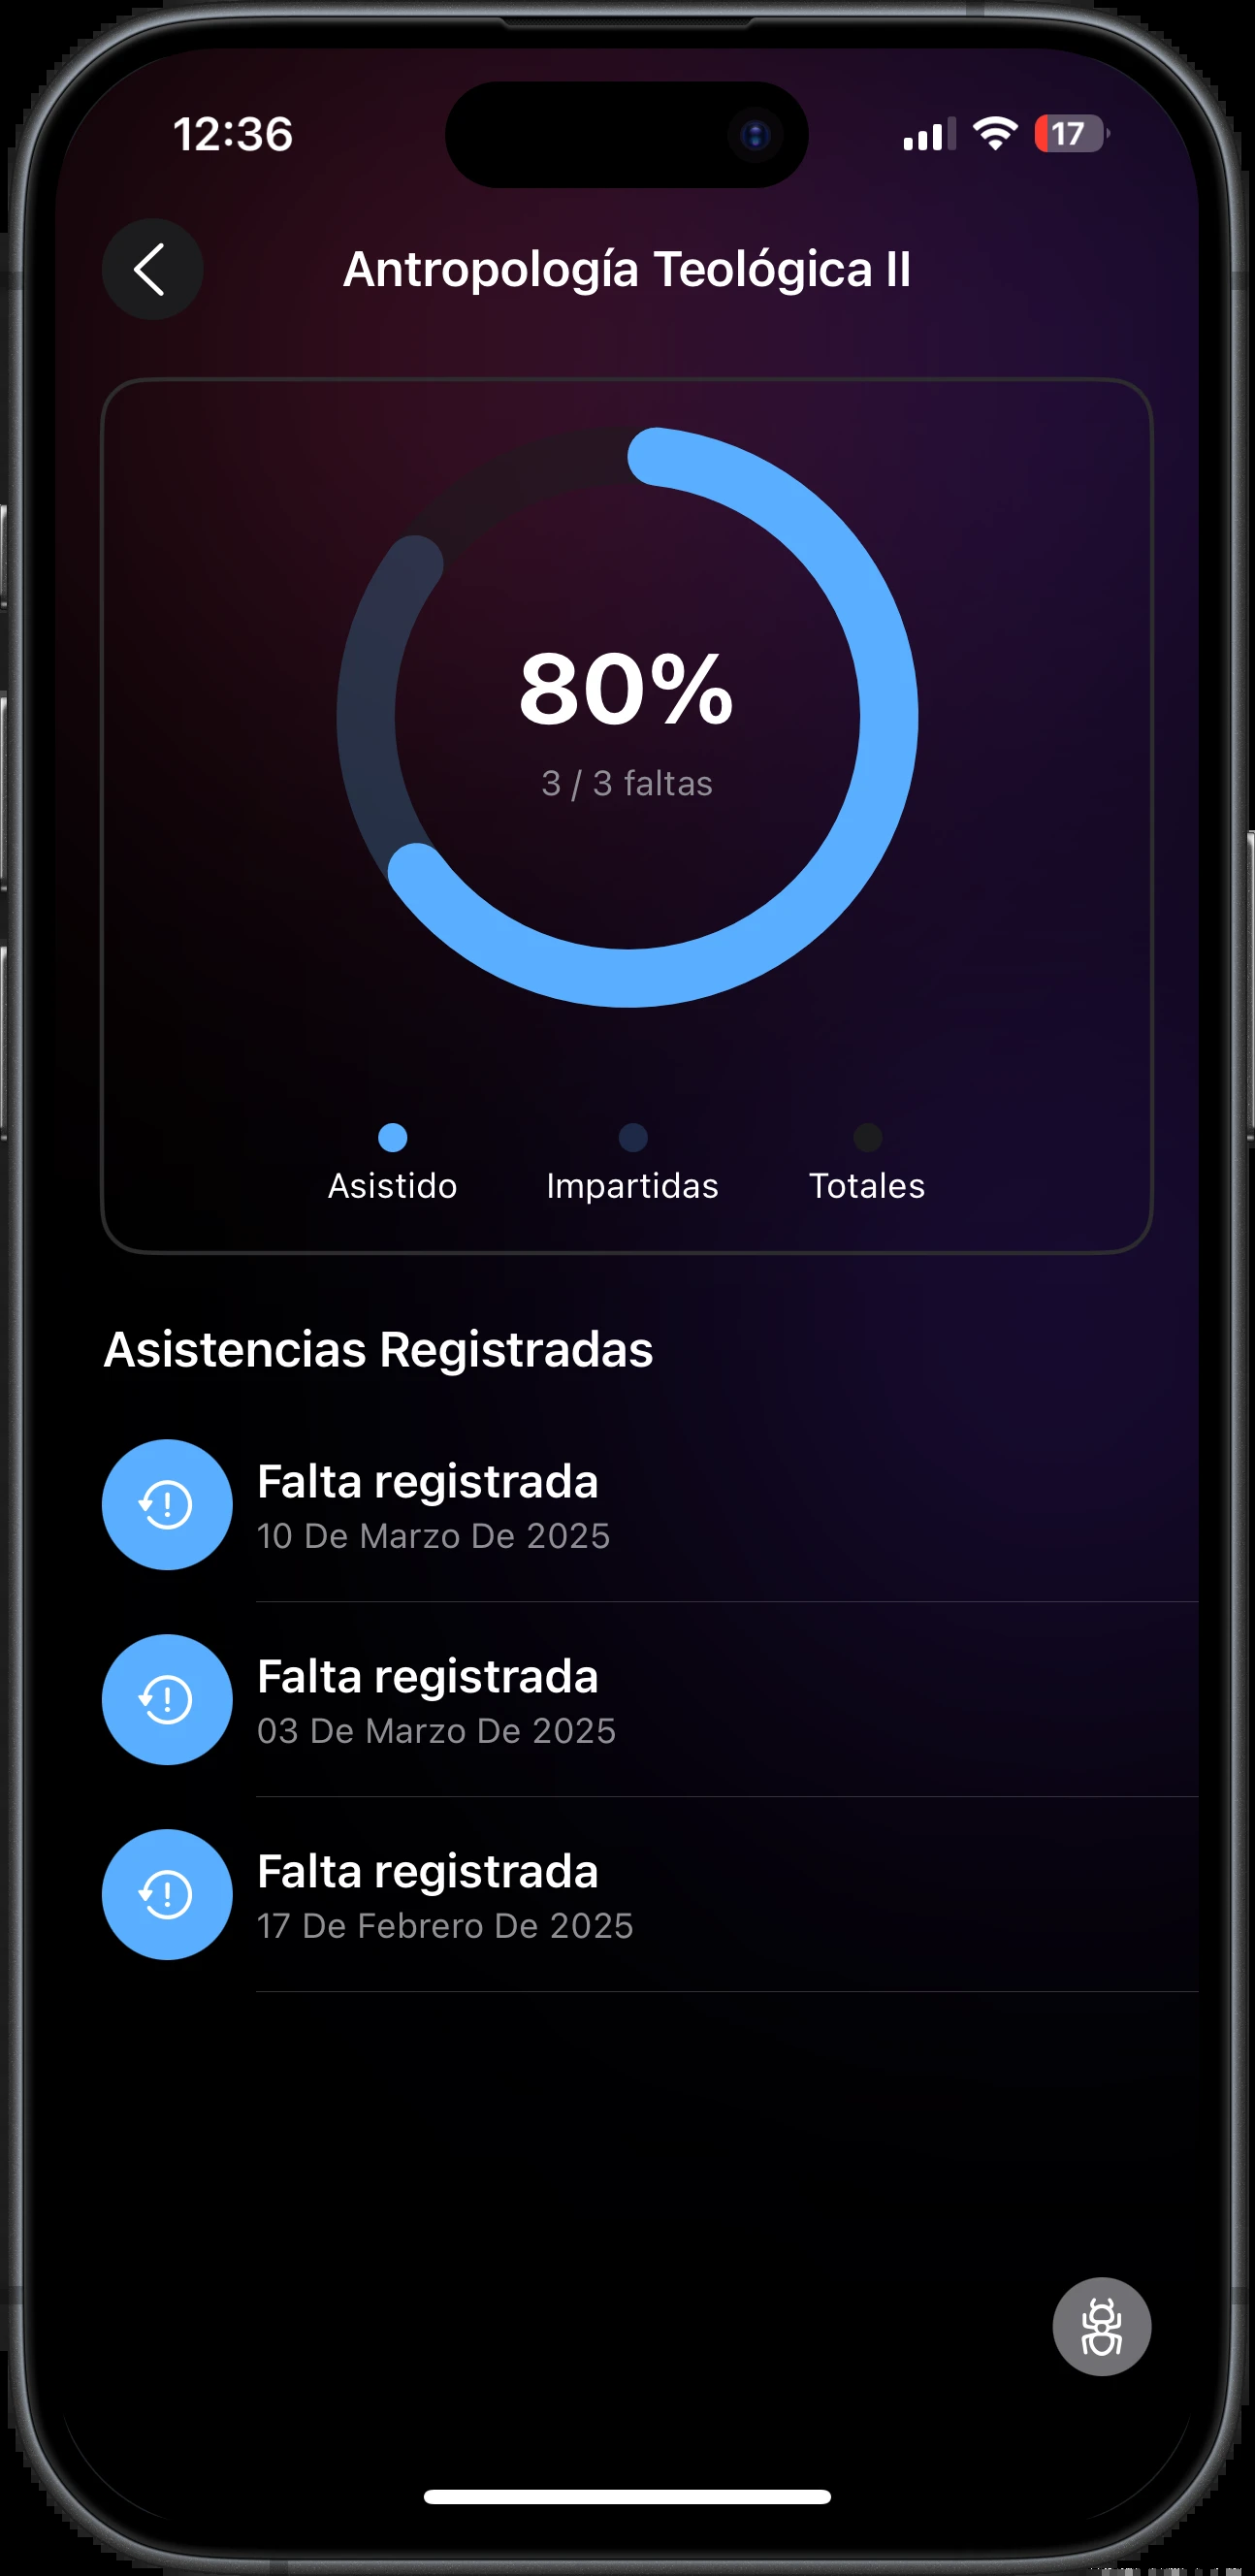 12:36
17
Antropología Teológica II
80%
3 / 3 faltas
Asistido
Impartidas
Totales
Asistencias Registradas
Falta registrada
10 De Marzo De 2025
Falta registrada
03 De Marzo De 2025
Falta registrada
17 De Febrero De 2025